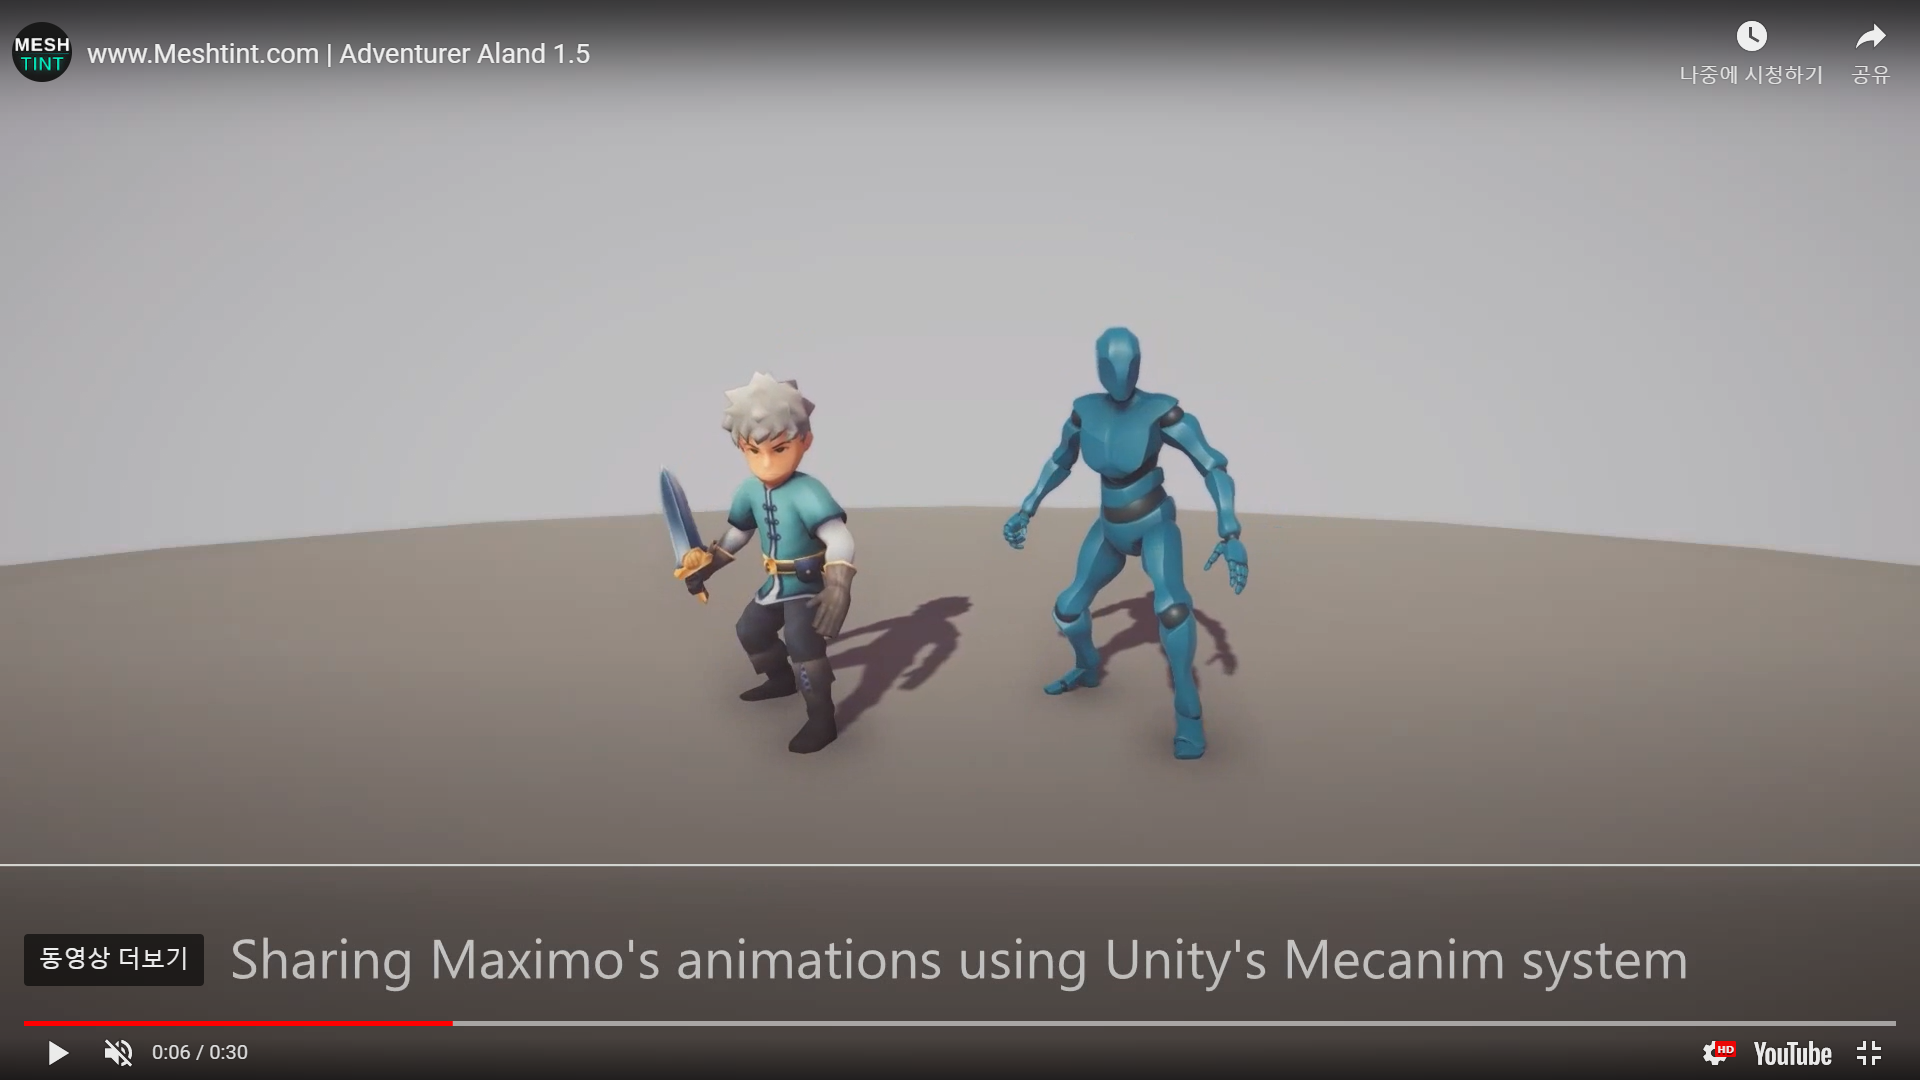 MESH
TINT
www.Meshtint.com | Adventurer Aland 1.5
나중에 시청하기
공유
동영상 더보기
Sharing Maximo's animations using Unity's Mecanim system
0:06 / 0:30
HD
YouTube